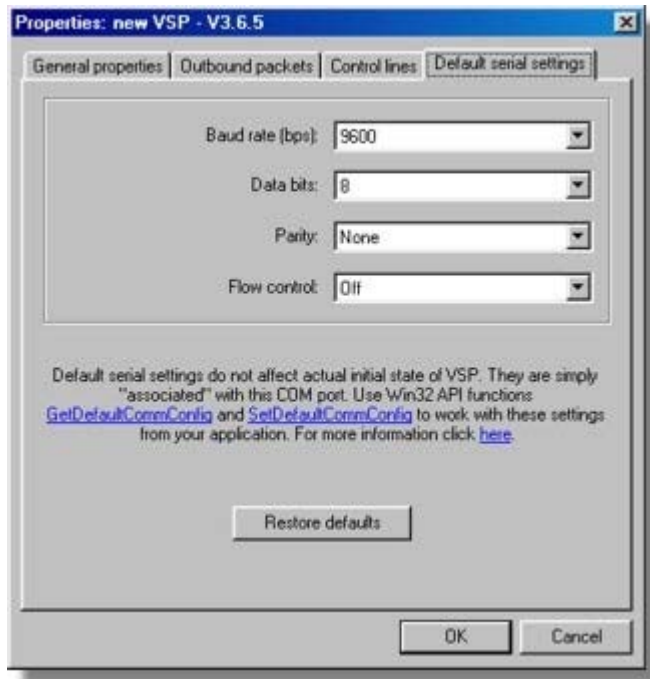 Properties: new VSP - V3.6.5
General properties Outbound packets Control lines Default serial settings
Baud rate (bps): 9600
Data bits: 8
Parity: None
Flow control: Off
Default serial settings do not affect actual initial state of VSP. They are simply
"associated" with this COM port. Use Win32 API functions
GetDefaultCommConfig and SetDefaultCommConfig to work with these settings
from your application. For more information click here.
Restore defaults
OK Cancel